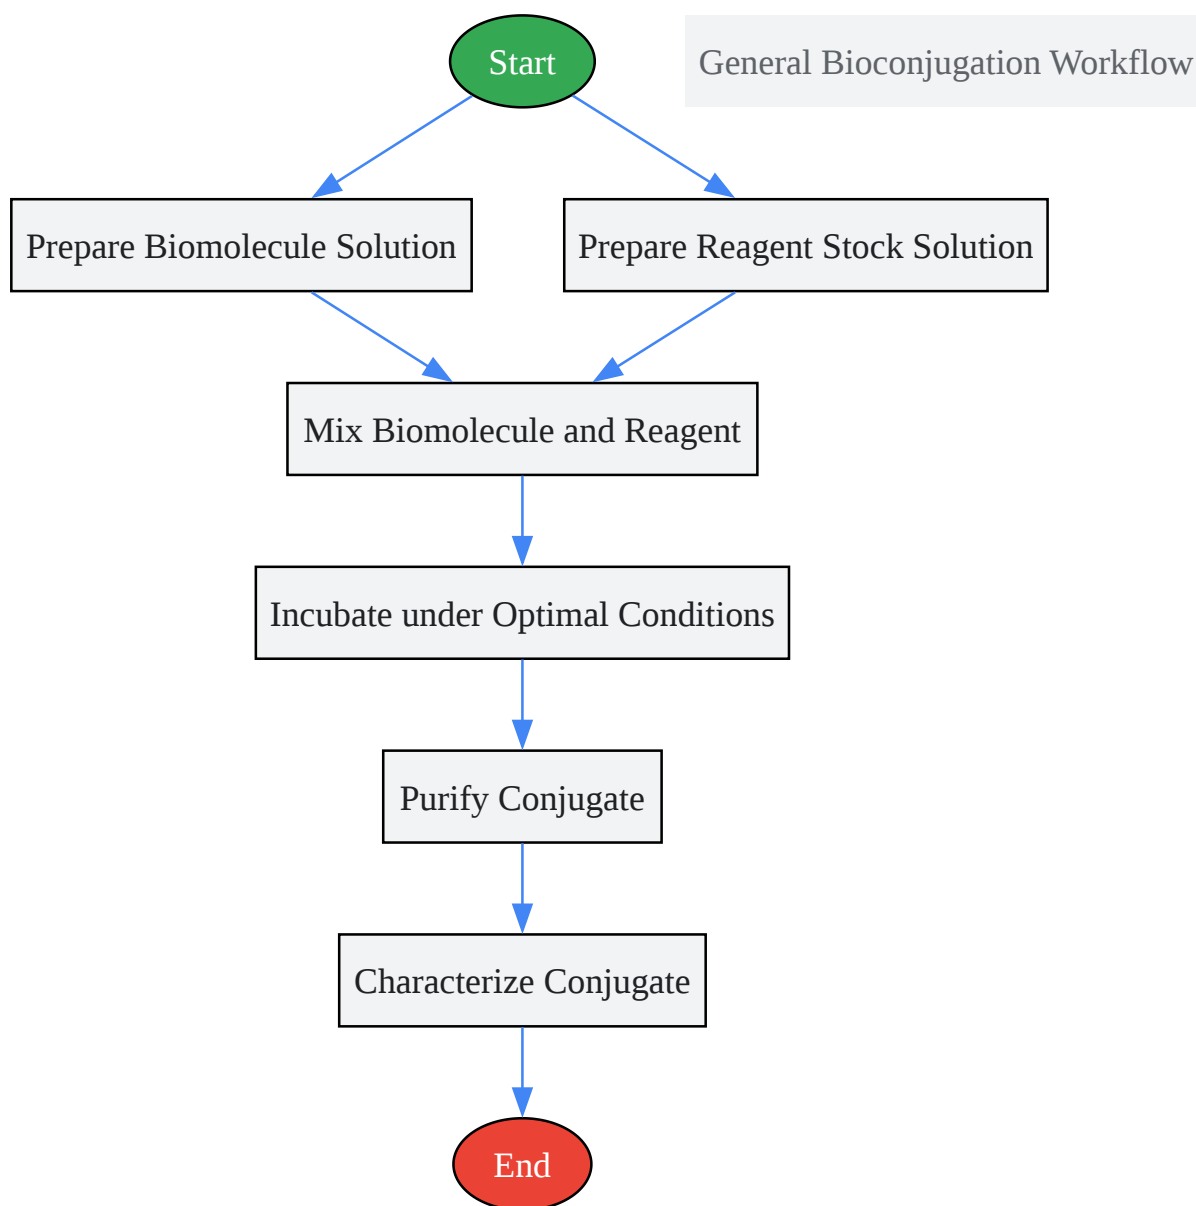 Start
General Bioconjugation Workflow
Prepare Biomolecule Solution
Prepare Reagent Stock Solution
Mix Biomolecule and Reagent
Incubate under Optimal Conditions
Purify Conjugate
Characterize Conjugate
End